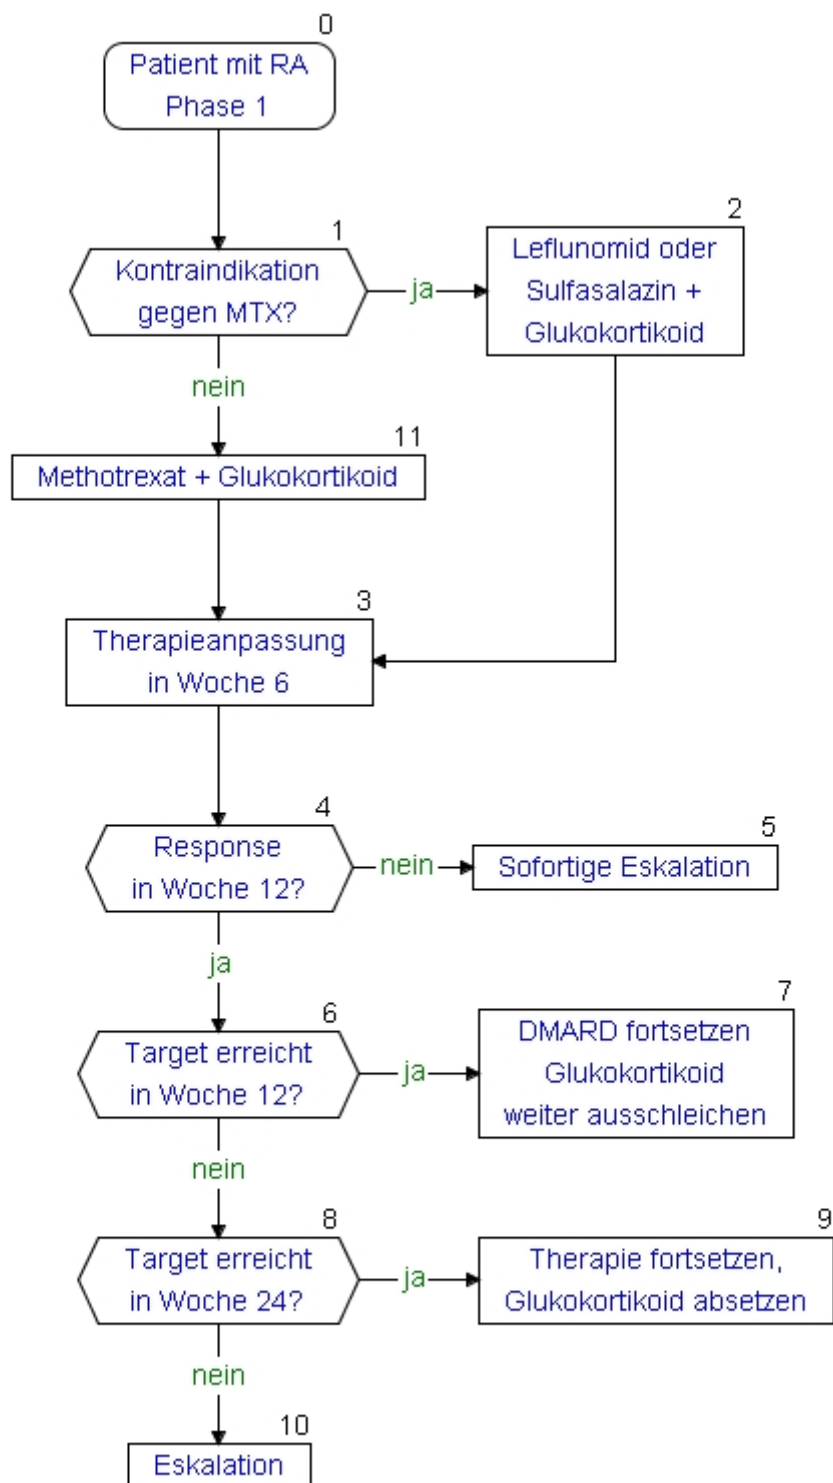 0
Patient mit RA
Phase 1
1
Kontraindikation
gegen MTX?
ja
2
Leflunomid oder
Sulfasalazin +
Glukokortikoid
nein
11
Methotrexat + Glukokortikoid
3
Therapieanpassung
in Woche 6
4
Response
in Woche 12?
nein
5
Sofortige Eskalation
ja
6
Target erreicht
in Woche 12?
ja
7
DMARD fortsetzen
Glukokortikoid
weiter ausschleichen
nein
8
Target erreicht
in Woche 24?
ja
9
Therapie fortsetzen,
Glukokortikoid absetzen
nein
10
Eskalation